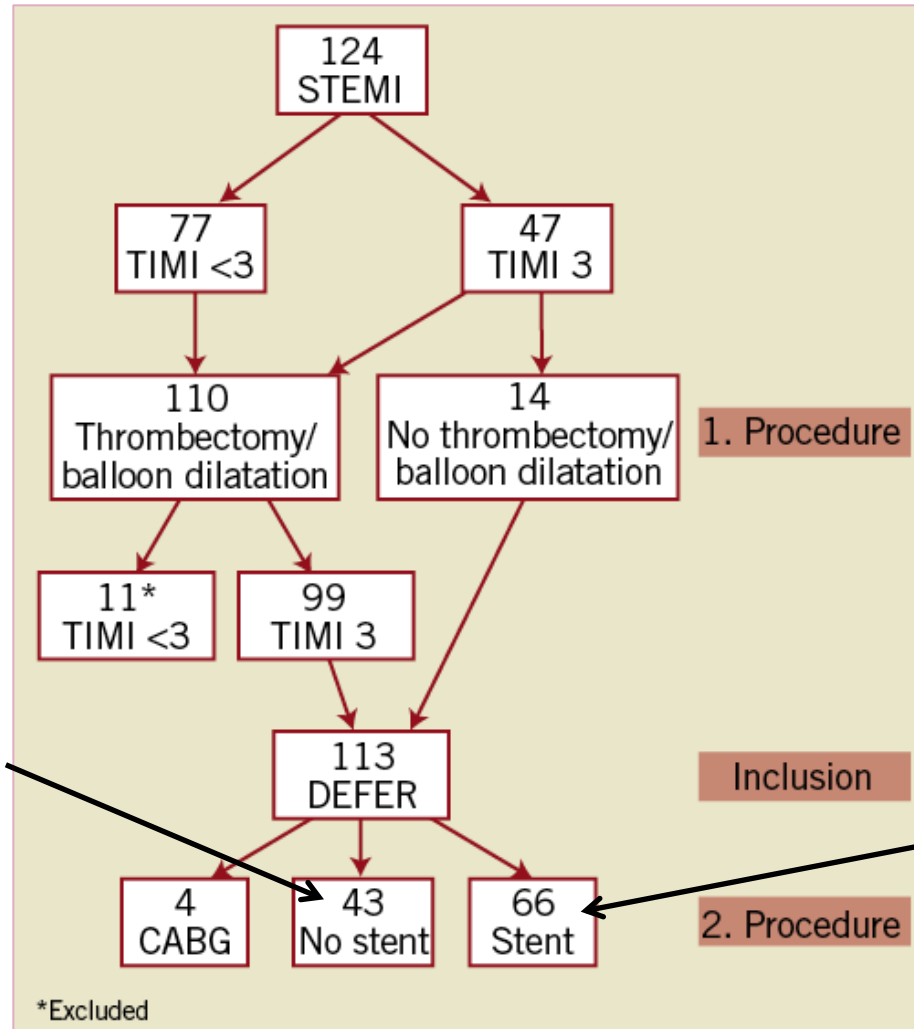 124
STEMI
77
TIMI <3
47
TIMI 3
110
Thrombectomy/
balloon dilatation
14
No thrombectomy/
balloon dilatation
1. Procedure
11*
TIMI <3
99
TIMI 3
113
DEFER
Inclusion
4
CABG
43
No stent
66
Stent
2. Procedure
*Excluded